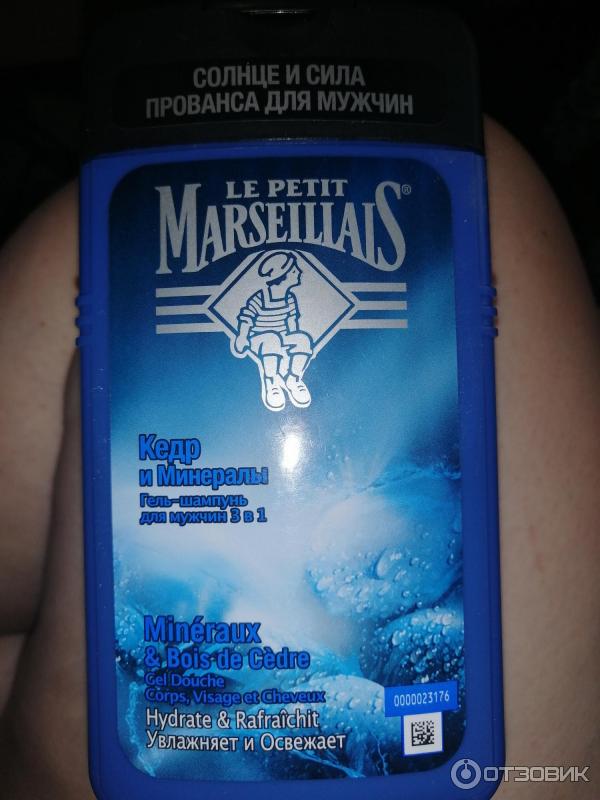 СОЛНЦЕ И СИЛА
ПРОВАНСА ДЛЯ МУЖЧИН
LE PETIT
MARSEILLAIS®
Кедр
и Минералы
Гель-шампунь
для мужчин 3 в 1
Minéraux
& Bois de Cèdre
Gel Douche
Corps, Visage et Cheveux
Hydrate & Rafraîchit
Увлажняет и Освежает
0000023176
ОТЗОВИК